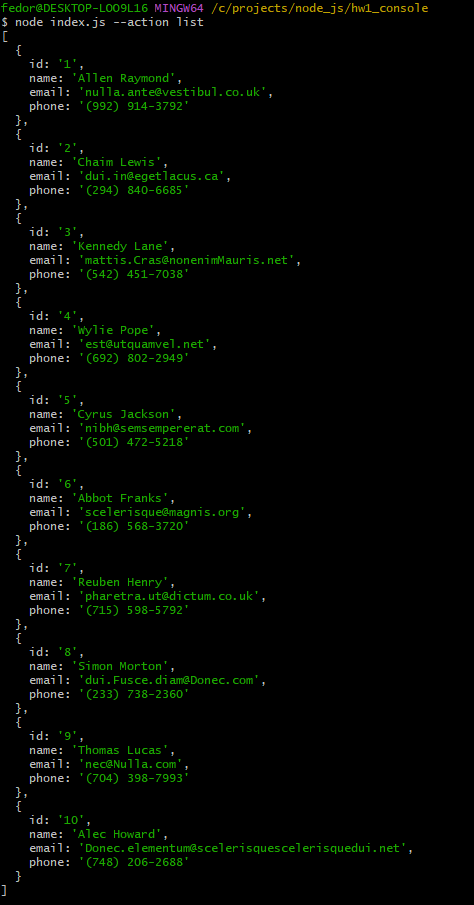 fedor@DESKTOP-LOO9L16 MINGW64 /c/projects/node_js/hw1_console
$ node index.js --action list
[
  {
    id: '1',
    name: 'Allen Raymond',
    email: 'nulla.ante@vestibul.co.uk',
    phone: '(992) 914-3792'
  },
  {
    id: '2',
    name: 'Chaim Lewis',
    email: 'dui.in@egetlacus.ca',
    phone: '(294) 840-6685'
  },
  {
    id: '3',
    name: 'Kennedy Lane',
    email: 'mattis.Cras@nonenimMauris.net',
    phone: '(542) 451-7038'
  },
  {
    id: '4',
    name: 'Wylie Pope',
    email: 'est@utquamvel.net',
    phone: '(692) 802-2949'
  },
  {
    id: '5',
    name: 'Cyrus Jackson',
    email: 'nibh@semsempererat.com',
    phone: '(501) 472-5218'
  },
  {
    id: '6',
    name: 'Abbot Franks',
    email: 'scelerisque@magnis.org',
    phone: '(186) 568-3720'
  },
  {
    id: '7',
    name: 'Reuben Henry',
    email: 'pharetra.ut@dictum.co.uk',
    phone: '(715) 598-5792'
  },
  {
    id: '8',
    name: 'Simon Morton',
    email: 'dui.Fusce.diam@Donec.com',
    phone: '(233) 738-2360'
  },
  {
    id: '9',
    name: 'Thomas Lucas',
    email: 'nec@Nulla.com',
    phone: '(704) 398-7993'
  },
  {
    id: '10',
    name: 'Alec Howard',
    email: 'Donec.elementum@scelerisquescelerisquedui.net',
    phone: '(748) 206-2688'
  }
]